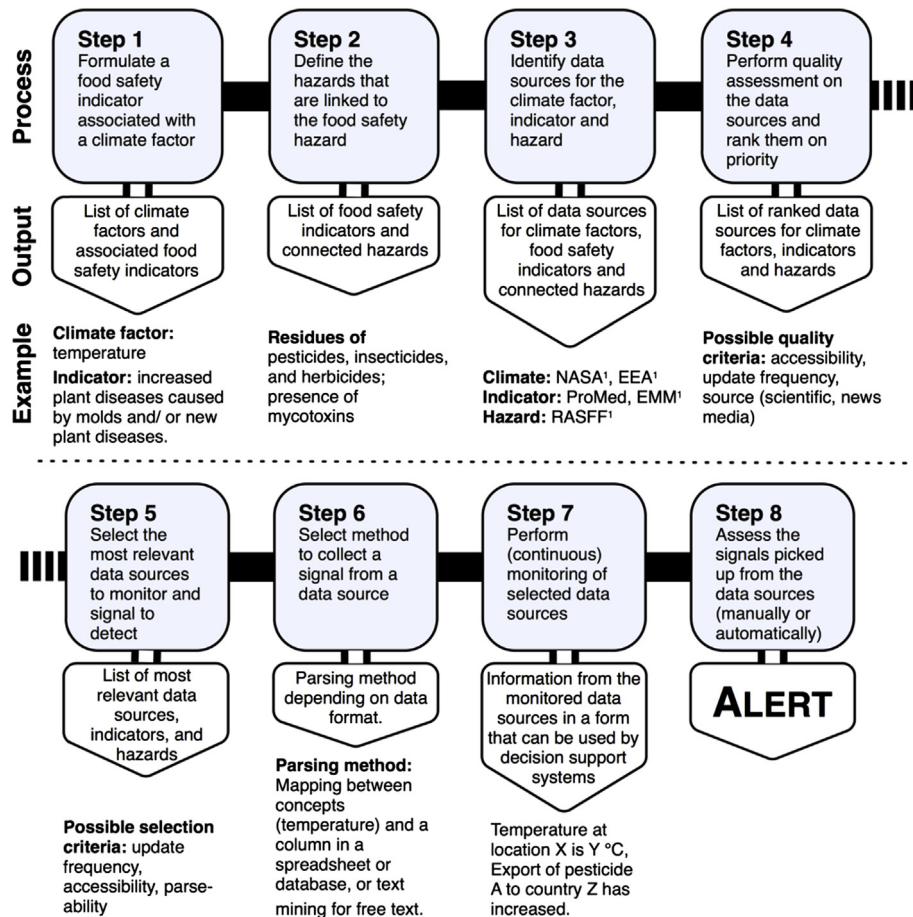 Process
Step 1
Formulate a
food safety
indicator
associated with
a climate factor
Step 2
Define the
hazards that
are linked to
the food safety
hazard
Step 3
Identify data
sources for the
climate factor,
indicator and
hazard
Step 4
Perform quality
assessment on
the data
sources and
rank them on
priority
Output
List of climate
factors and
associated food
safety indicators
List of food safety
indicators and
connected hazards
List of data sources
for climate factors,
food safety
indicators and
connected hazards
List of ranked data
sources for climate
factors, indicators
and hazards
Example
Climate factor:
temperature
Indicator: increased
plant diseases caused
by molds and/ or new
plant diseases.
Residues of
pesticides, insecticides,
and herbicides;
presence of
mycotoxins
Climate: NASA¹, EEA¹
Indicator: ProMed, EMM¹
Hazard: RASFF¹
Possible quality
criteria: accessibility,
update frequency,
source (scientific, news
media)
Step 5
Select the
most relevant
data sources
to monitor and
signal to
detect
Step 6
Select method
to collect a
signal from a
data source
Step 7
Perform
(continuous)
monitoring of
selected data
sources
Step 8
Assess the
signals picked
up from the
data sources
(manually or
automatically)
List of most
relevant data
sources,
indicators, and
hazards
Parsing method
depending on data
format.
Information from the
monitored data
sources in a form
that can be used by
decision support
systems
ALERT
Possible selection
criteria: update
frequency,
accessibility, parse-
ability
Parsing method:
Mapping between
concepts
(temperature) and a
column in a
spreadsheet or
database, or text
mining for free text.
Temperature at
location X is Y °C,
Export of pesticide
A to country Z has
increased.